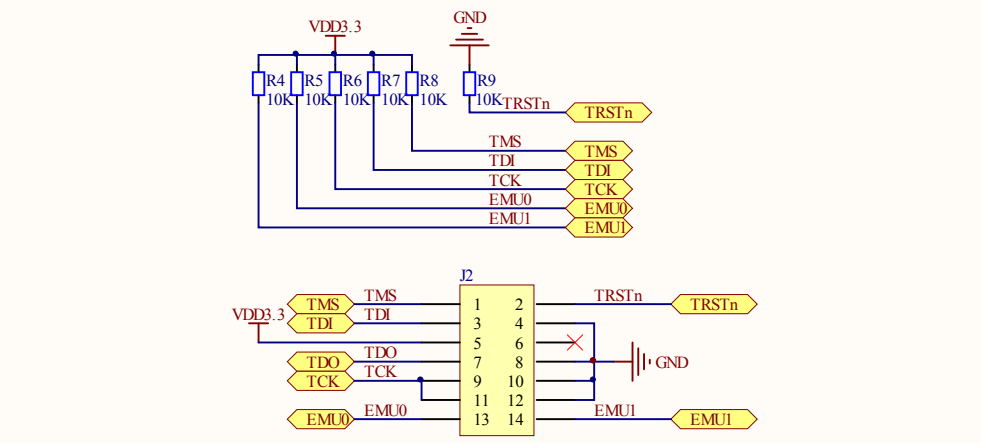 GND
VDD3.3
R4 R5 R6 R7 R8 R9
10K 10K 10K 10K 10K 10K
TRSTn TRSTn
TMS TMS
TDI TDI
TCK TCK
EMU0 EMU0
EMU1 EMU1
J2
TMS TMS 1 2 TRSTn TRSTn
VDD3.3 TDI TDI 3 4
5 6
TDO TDO 7 8 GND
TCK TCK 9 10
11 12
EMU0 EMU0 13 14 EMU1 EMU1